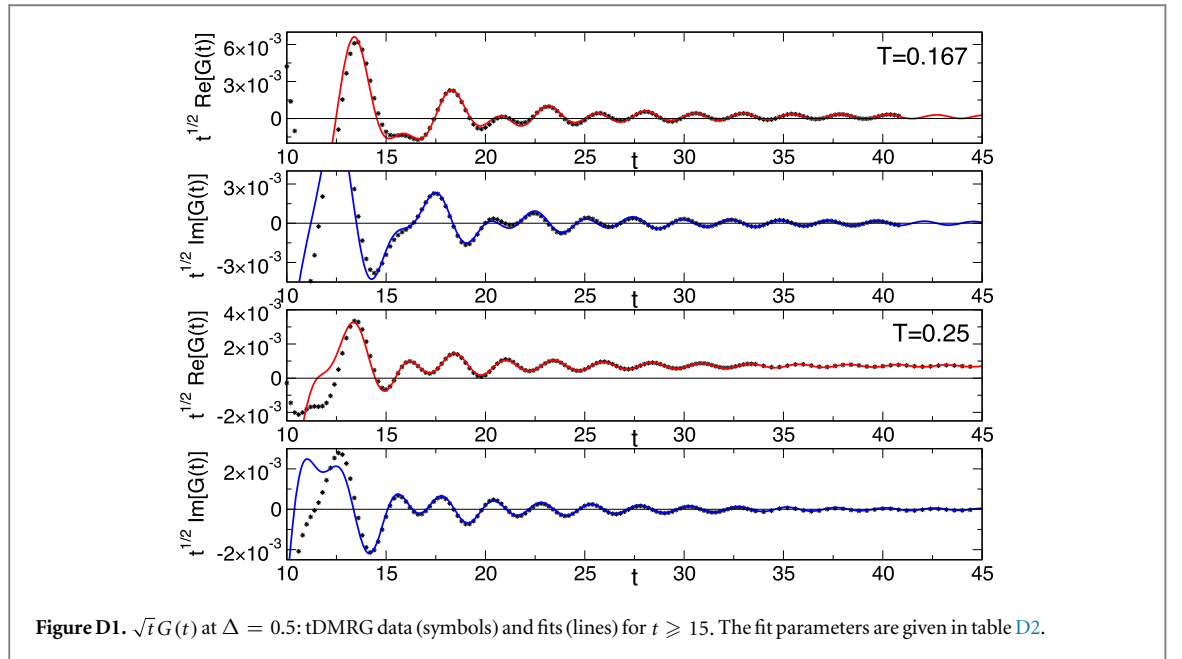 6×10⁻³
3×10⁻³
0
t^1/2 Re[G(t)]
T=0.167
10 15 20 25 30 35 40 45
t
3×10⁻³
0
-3×10⁻³
t^1/2 Im[G(t)]
10 15 20 25 30 35 40 45
t
4×10⁻³
2×10⁻³
0
-2×10⁻³
t^1/2 Re[G(t)]
T=0.25
10 15 20 25 30 35 40 45
t
2×10⁻³
0
-2×10⁻³
t^1/2 Im[G(t)]
10 15 20 25 30 35 40 45
t
Figure D1. √t G(t) at Δ = 0.5: tDMRG data (symbols) and fits (lines) for t ⩾ 15. The fit parameters are given in table D2.